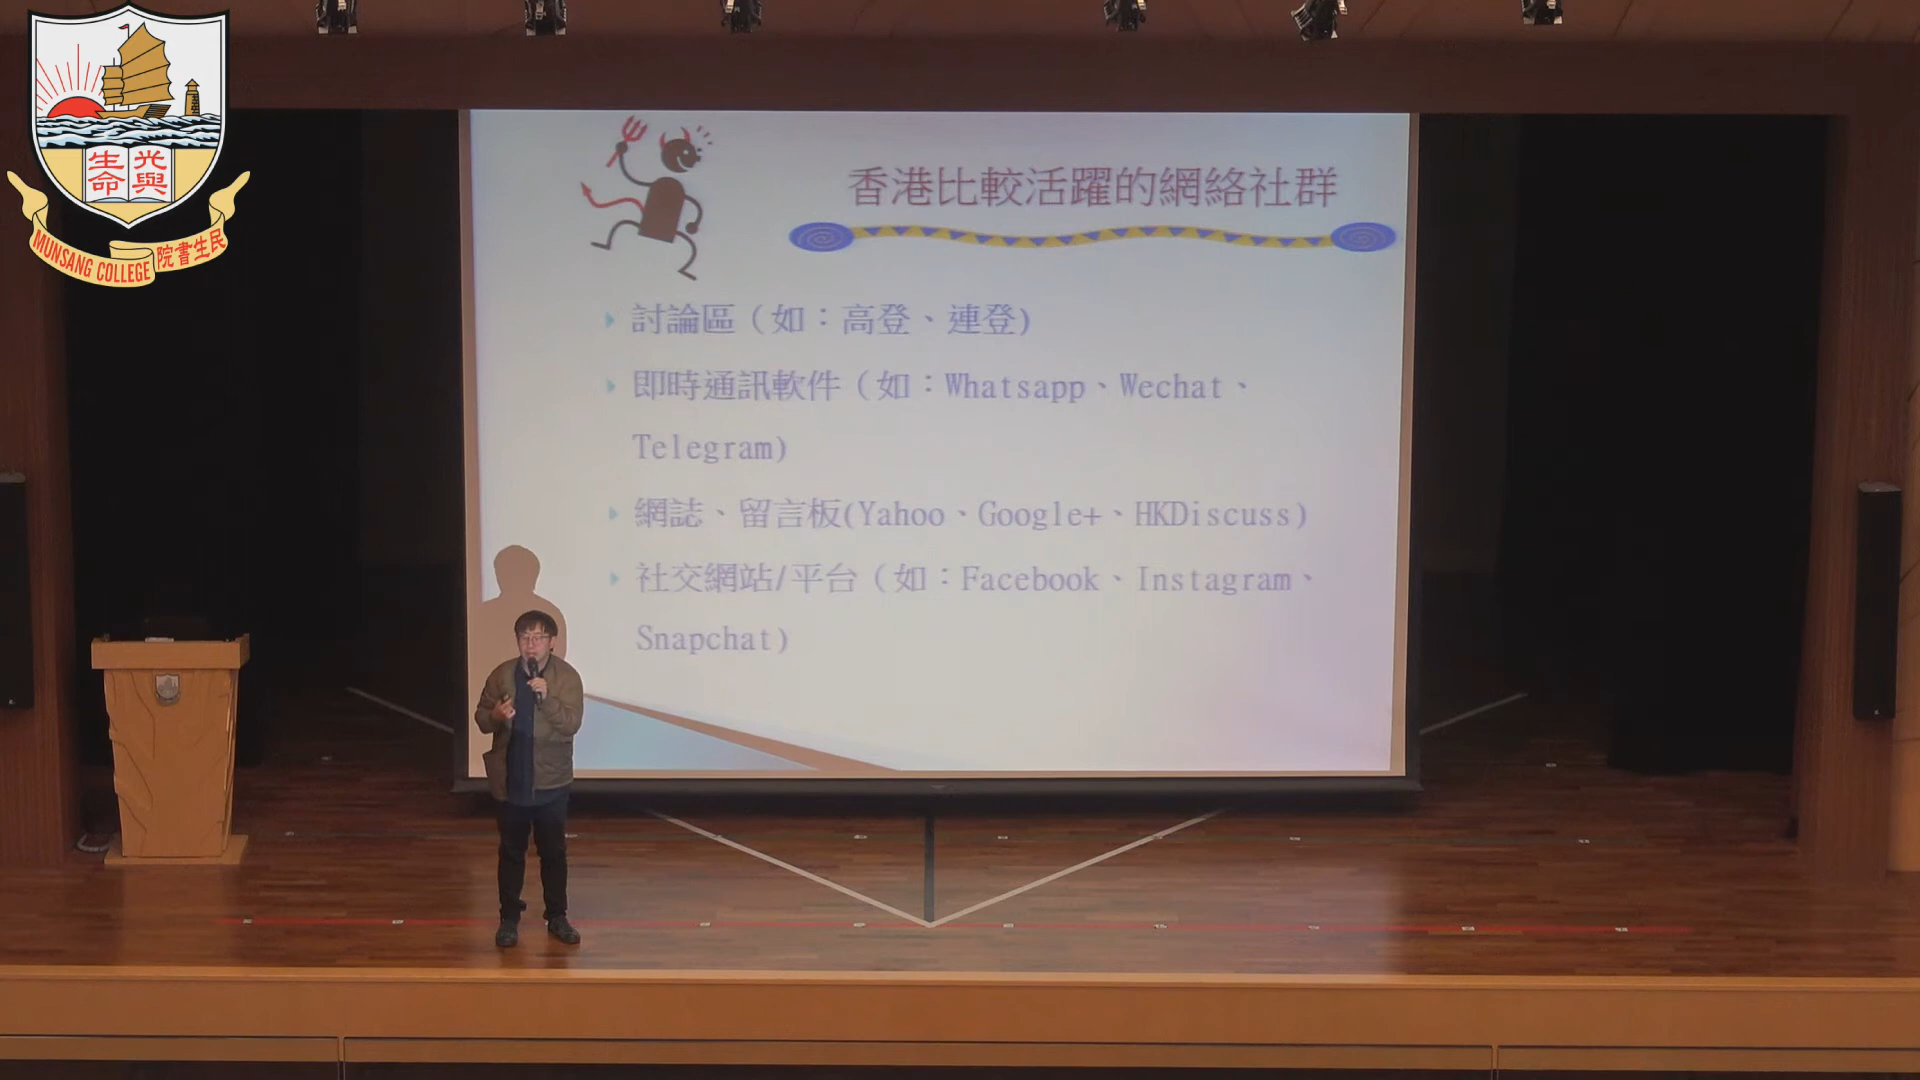 生命 光與
MUNSANG COLLEGE 院書生民
香港比較活躍的網絡社群
討論區（如：高登、連登)
即時通訊軟件（如：Whatsapp、Wechat、
Telegram)
網誌、留言板(Yahoo、Google+、HKDiscuss)
社交網站/平台（如：Facebook、Instagram、
Snapchat)